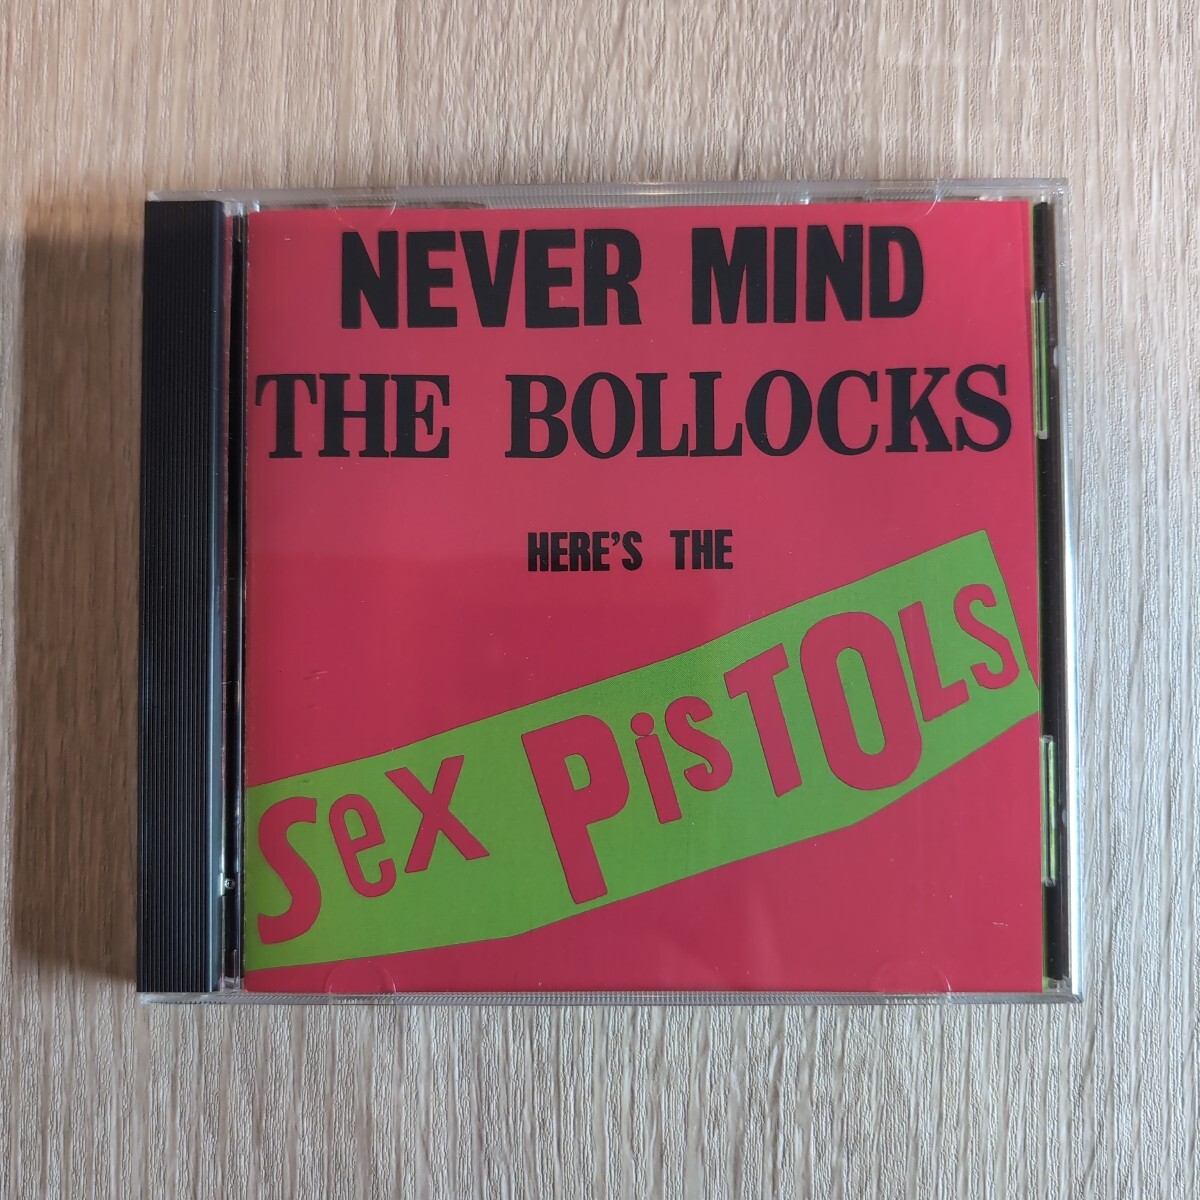 NEVER MIND
THE BOLLOCKS
HERE'S THE
Sex PisTOLS